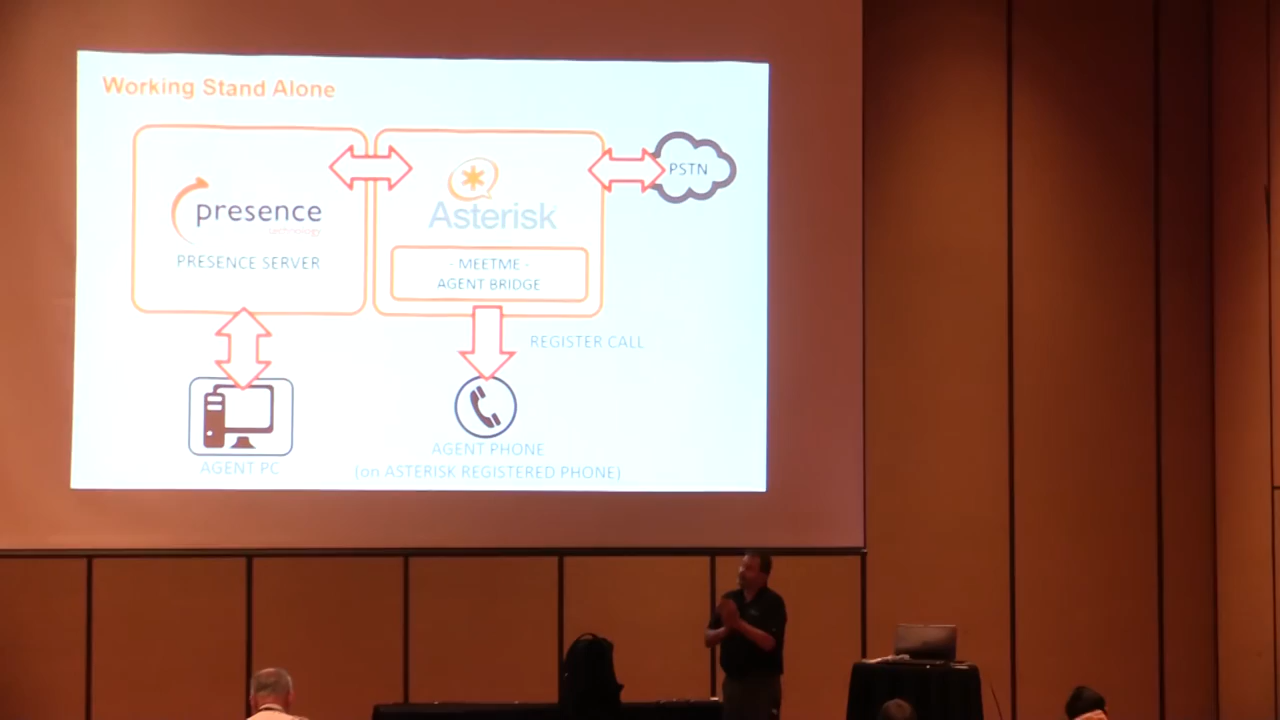 Working Stand Alone
presence
technology
PRESENCE SERVER
Asterisk
- MEETME -
AGENT BRIDGE
PSTN
REGISTER CALL
AGENT PC
AGENT PHONE
(on ASTERISK REGISTERED PHONE)